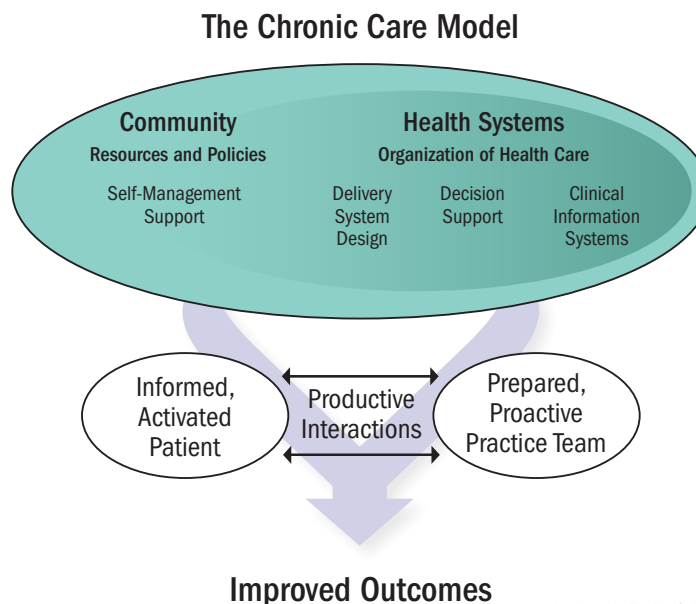 The Chronic Care Model
Community
Resources and Policies
Self-Management
Support
Health Systems
Organization of Health Care
Delivery
System
Design
Decision
Support
Clinical
Information
Systems
Informed,
Activated
Patient
Productive
Interactions
Prepared,
Proactive
Practice Team
Improved Outcomes